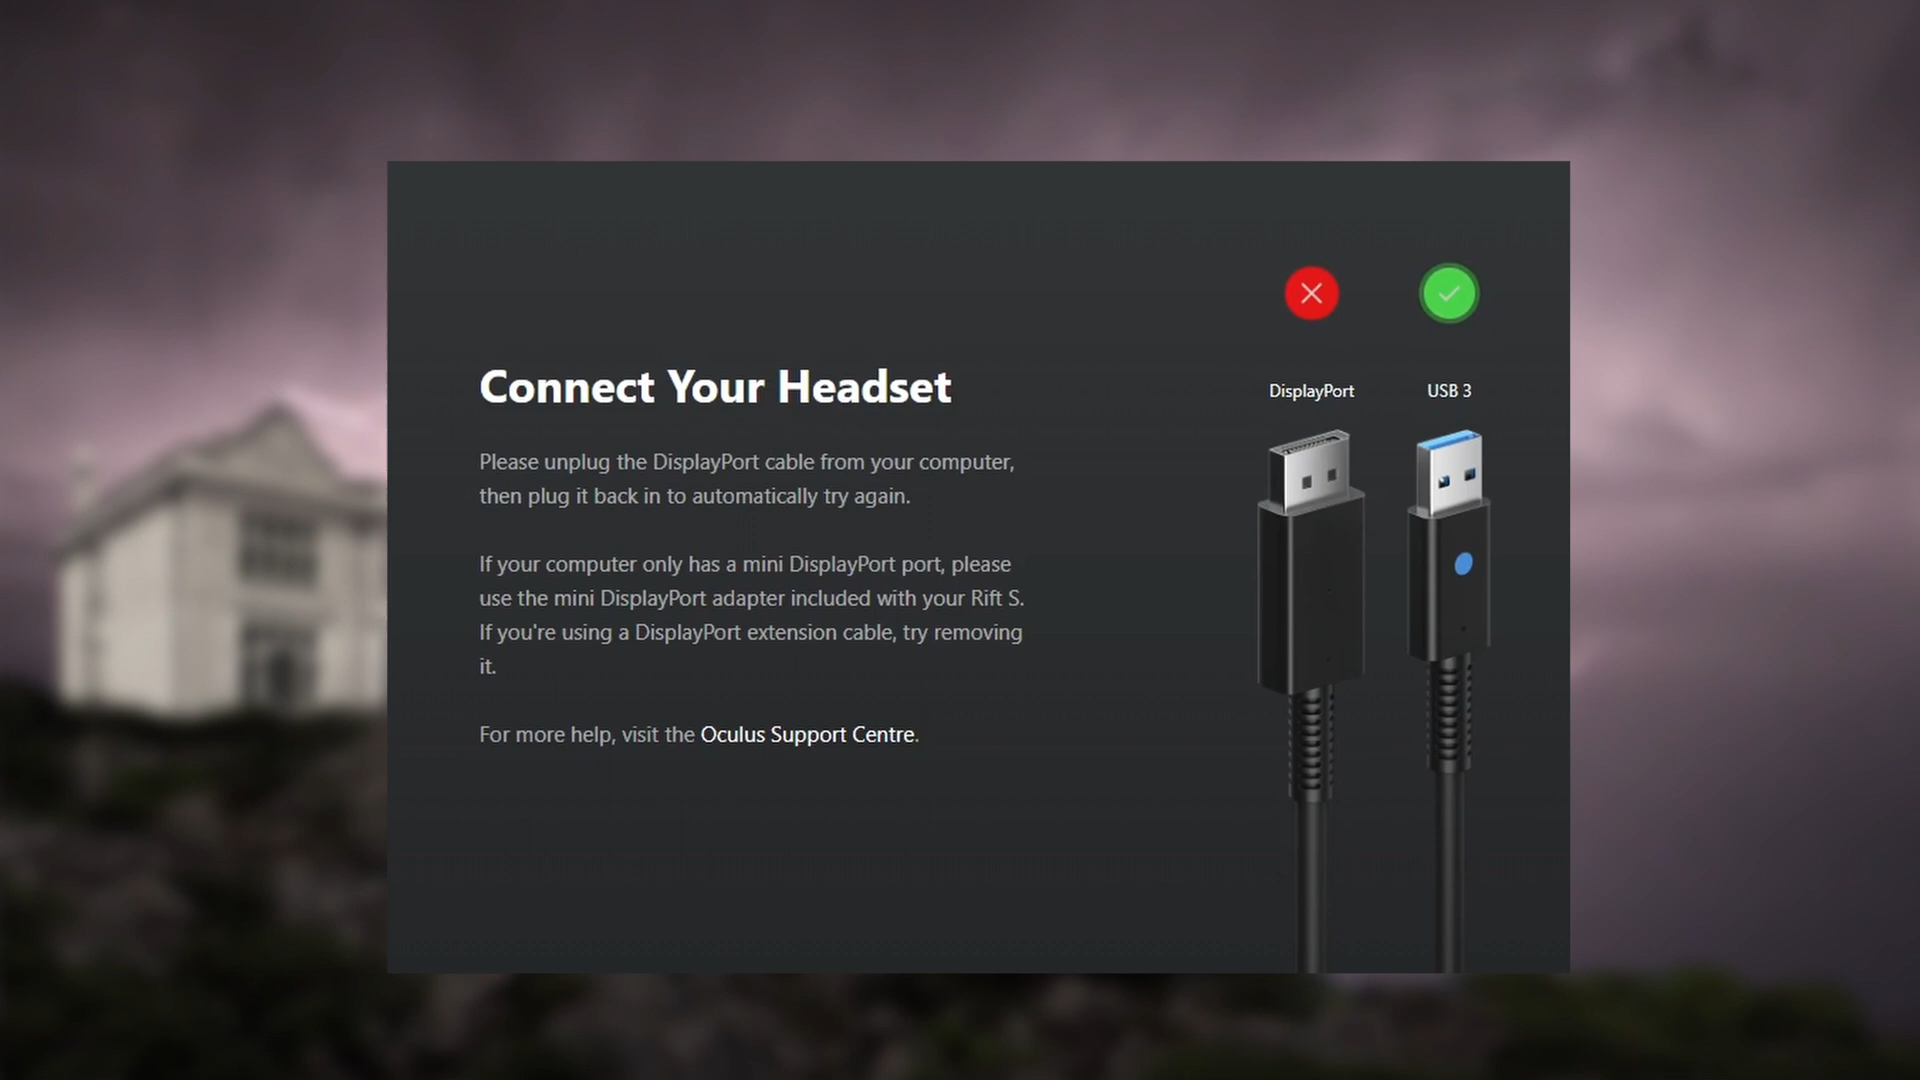 Connect Your Headset
Please unplug the DisplayPort cable from your computer,
then plug it back in to automatically try again.
If your computer only has a mini DisplayPort port, please
use the mini DisplayPort adapter included with your Rift S.
If you're using a DisplayPort extension cable, try removing
it.
For more help, visit the Oculus Support Centre.
DisplayPort
USB 3